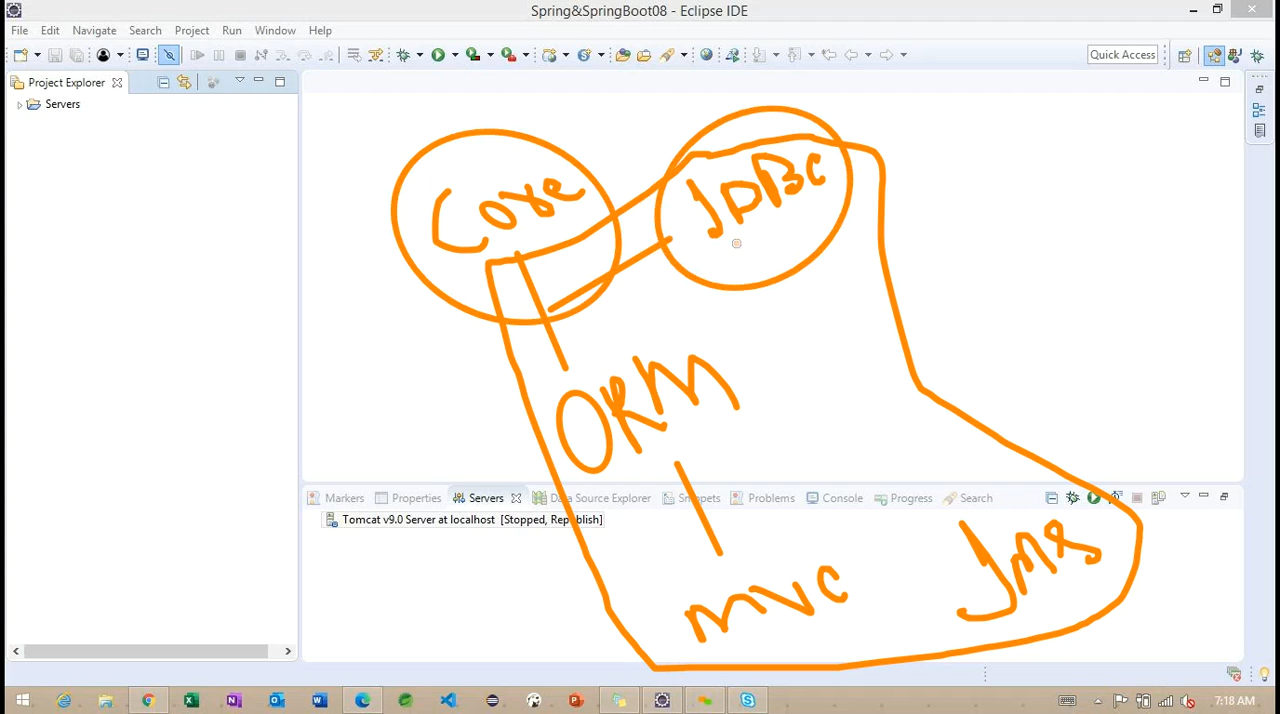 Spring&SpringBoot08 - Eclipse IDE
File Edit Navigate Search Project Run Window Help
Quick Access
Project Explorer
Servers
Core
JDBC
ORM
Markers Properties Servers Data Source Explorer Snippets Problems Console Progress Search
Tomcat v9.0 Server at localhost [Stopped, Republish]
JMS
MVC
7:18 AM